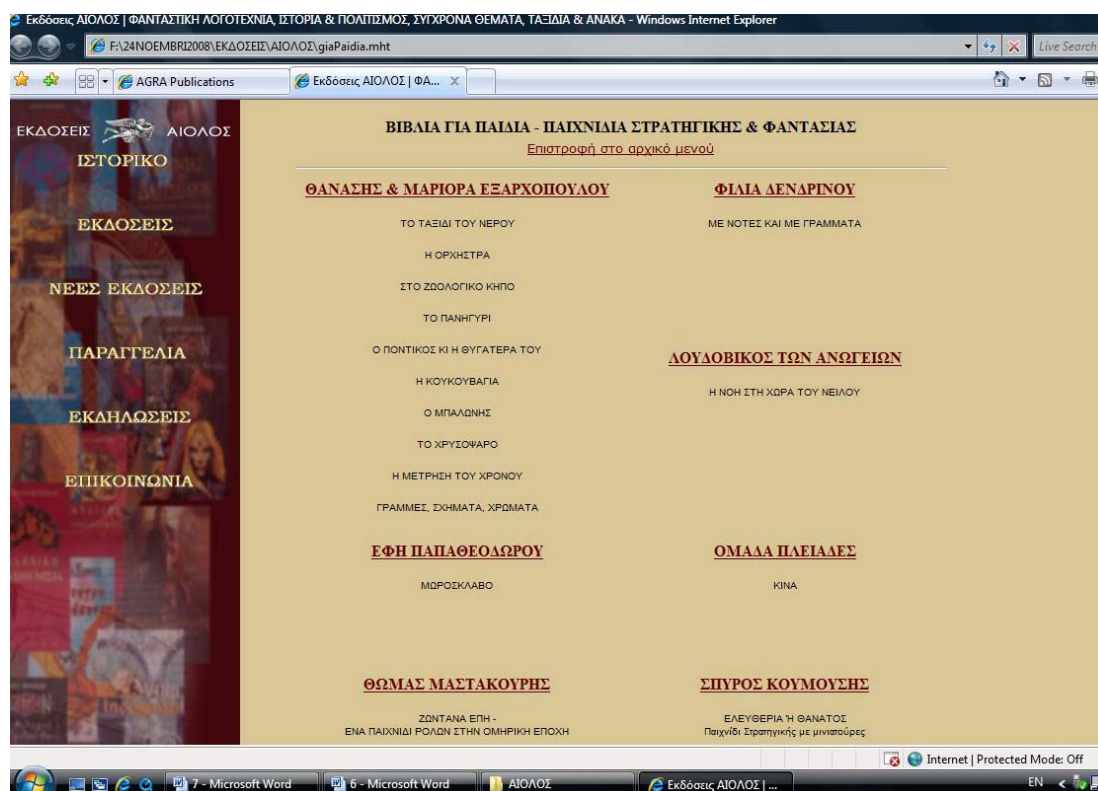 Εκδόσεις ΑΙΟΛΟΣ | ΦΑΝΤΑΣΤΙΚΗ ΛΟΓΟΤΕΧΝΙΑ, ΙΣΤΟΡΙΑ & ΠΟΛΙΤΙΣΜΟΣ, ΣΥΓΧΡΟΝΑ ΘΕΜΑΤΑ, ΤΑΞΙΔΙΑ & ΑΝΑΚΑ - Windows Internet Explorer
F:\24NOEMBRI2008\ΕΚΔΟΣΕΙΣ\ΑΙΟΛΟΣ\giaPaidia.mht
Live Search
AGRA Publications
Εκδόσεις ΑΙΟΛΟΣ | ΦΑ...
ΕΚΔΟΣΕΙΣ ΑΙΟΛΟΣ
ΙΣΤΟΡΙΚΟ
ΕΚΔΟΣΕΙΣ
ΝΕΕΣ ΕΚΔΟΣΕΙΣ
ΠΑΡΑΓΓΕΛΙΑ
ΕΚΔΗΛΩΣΕΙΣ
ΕΠΙΚΟΙΝΩΝΙΑ
ΒΙΒΛΙΑ ΓΙΑ ΠΑΙΔΙΑ - ΠΑΙΧΝΙΔΙΑ ΣΤΡΑΤΗΓΙΚΗΣ & ΦΑΝΤΑΣΙΑΣ
Επιστροφή στο αρχικό μενού
ΘΑΝΑΣΗΣ & ΜΑΡΙΟΡΑ ΕΞΑΡΧΟΠΟΥΛΟΥ
ΤΟ ΤΑΞΙΔΙ ΤΟΥ ΝΕΡΟΥ
Η ΟΡΧΗΣΤΡΑ
ΣΤΟ ΖΩΟΛΟΓΙΚΟ ΚΗΠΟ
ΤΟ ΠΑΝΗΓΥΡΙ
Ο ΠΟΝΤΙΚΟΣ ΚΙ Η ΘΥΓΑΤΕΡΑ ΤΟΥ
Η ΚΟΥΚΟΥΒΑΓΙΑ
Ο ΜΠΑΛΩΝΗΣ
ΤΟ ΧΡΥΣΟΨΑΡΟ
Η ΜΕΤΡΗΣΗ ΤΟΥ ΧΡΟΝΟΥ
ΓΡΑΜΜΕΣ, ΣΧΗΜΑΤΑ, ΧΡΩΜΑΤΑ
ΦΙΛΙΑ ΔΕΝΔΡΙΝΟΥ
ΜΕ ΝΟΤΕΣ ΚΑΙ ΜΕ ΓΡΑΜΜΑΤΑ
ΛΟΥΔΟΒΙΚΟΣ ΤΩΝ ΑΝΩΓΕΙΩΝ
Η ΝΟΗ ΣΤΗ ΧΩΡΑ ΤΟΥ ΝΕΙΛΟΥ
ΕΦΗ ΠΑΠΑΘΕΟΔΩΡΟΥ
ΜΩΡΟΣΚΛΑΒΟ
ΟΜΑΔΑ ΠΛΕΙΑΔΕΣ
ΚΙΝΑ
ΘΩΜΑΣ ΜΑΣΤΑΚΟΥΡΗΣ
ΖΩΝΤΑΝΑ ΕΠΗ -
ΕΝΑ ΠΑΙΧΝΙΔΙ ΡΟΛΩΝ ΣΤΗΝ ΟΜΗΡΙΚΗ ΕΠΟΧΗ
ΣΠΥΡΟΣ ΚΟΥΜΟΥΣΗΣ
ΕΛΕΥΘΕΡΙΑ Ή ΘΑΝΑΤΟΣ
Παιχνίδι Στρατηγικής με μινιατούρες
Internet | Protected Mode: Off
7 - Microsoft Word
6 - Microsoft Word
ΑΙΟΛΟΣ
Εκδόσεις ΑΙΟΛΟΣ | ...
EN